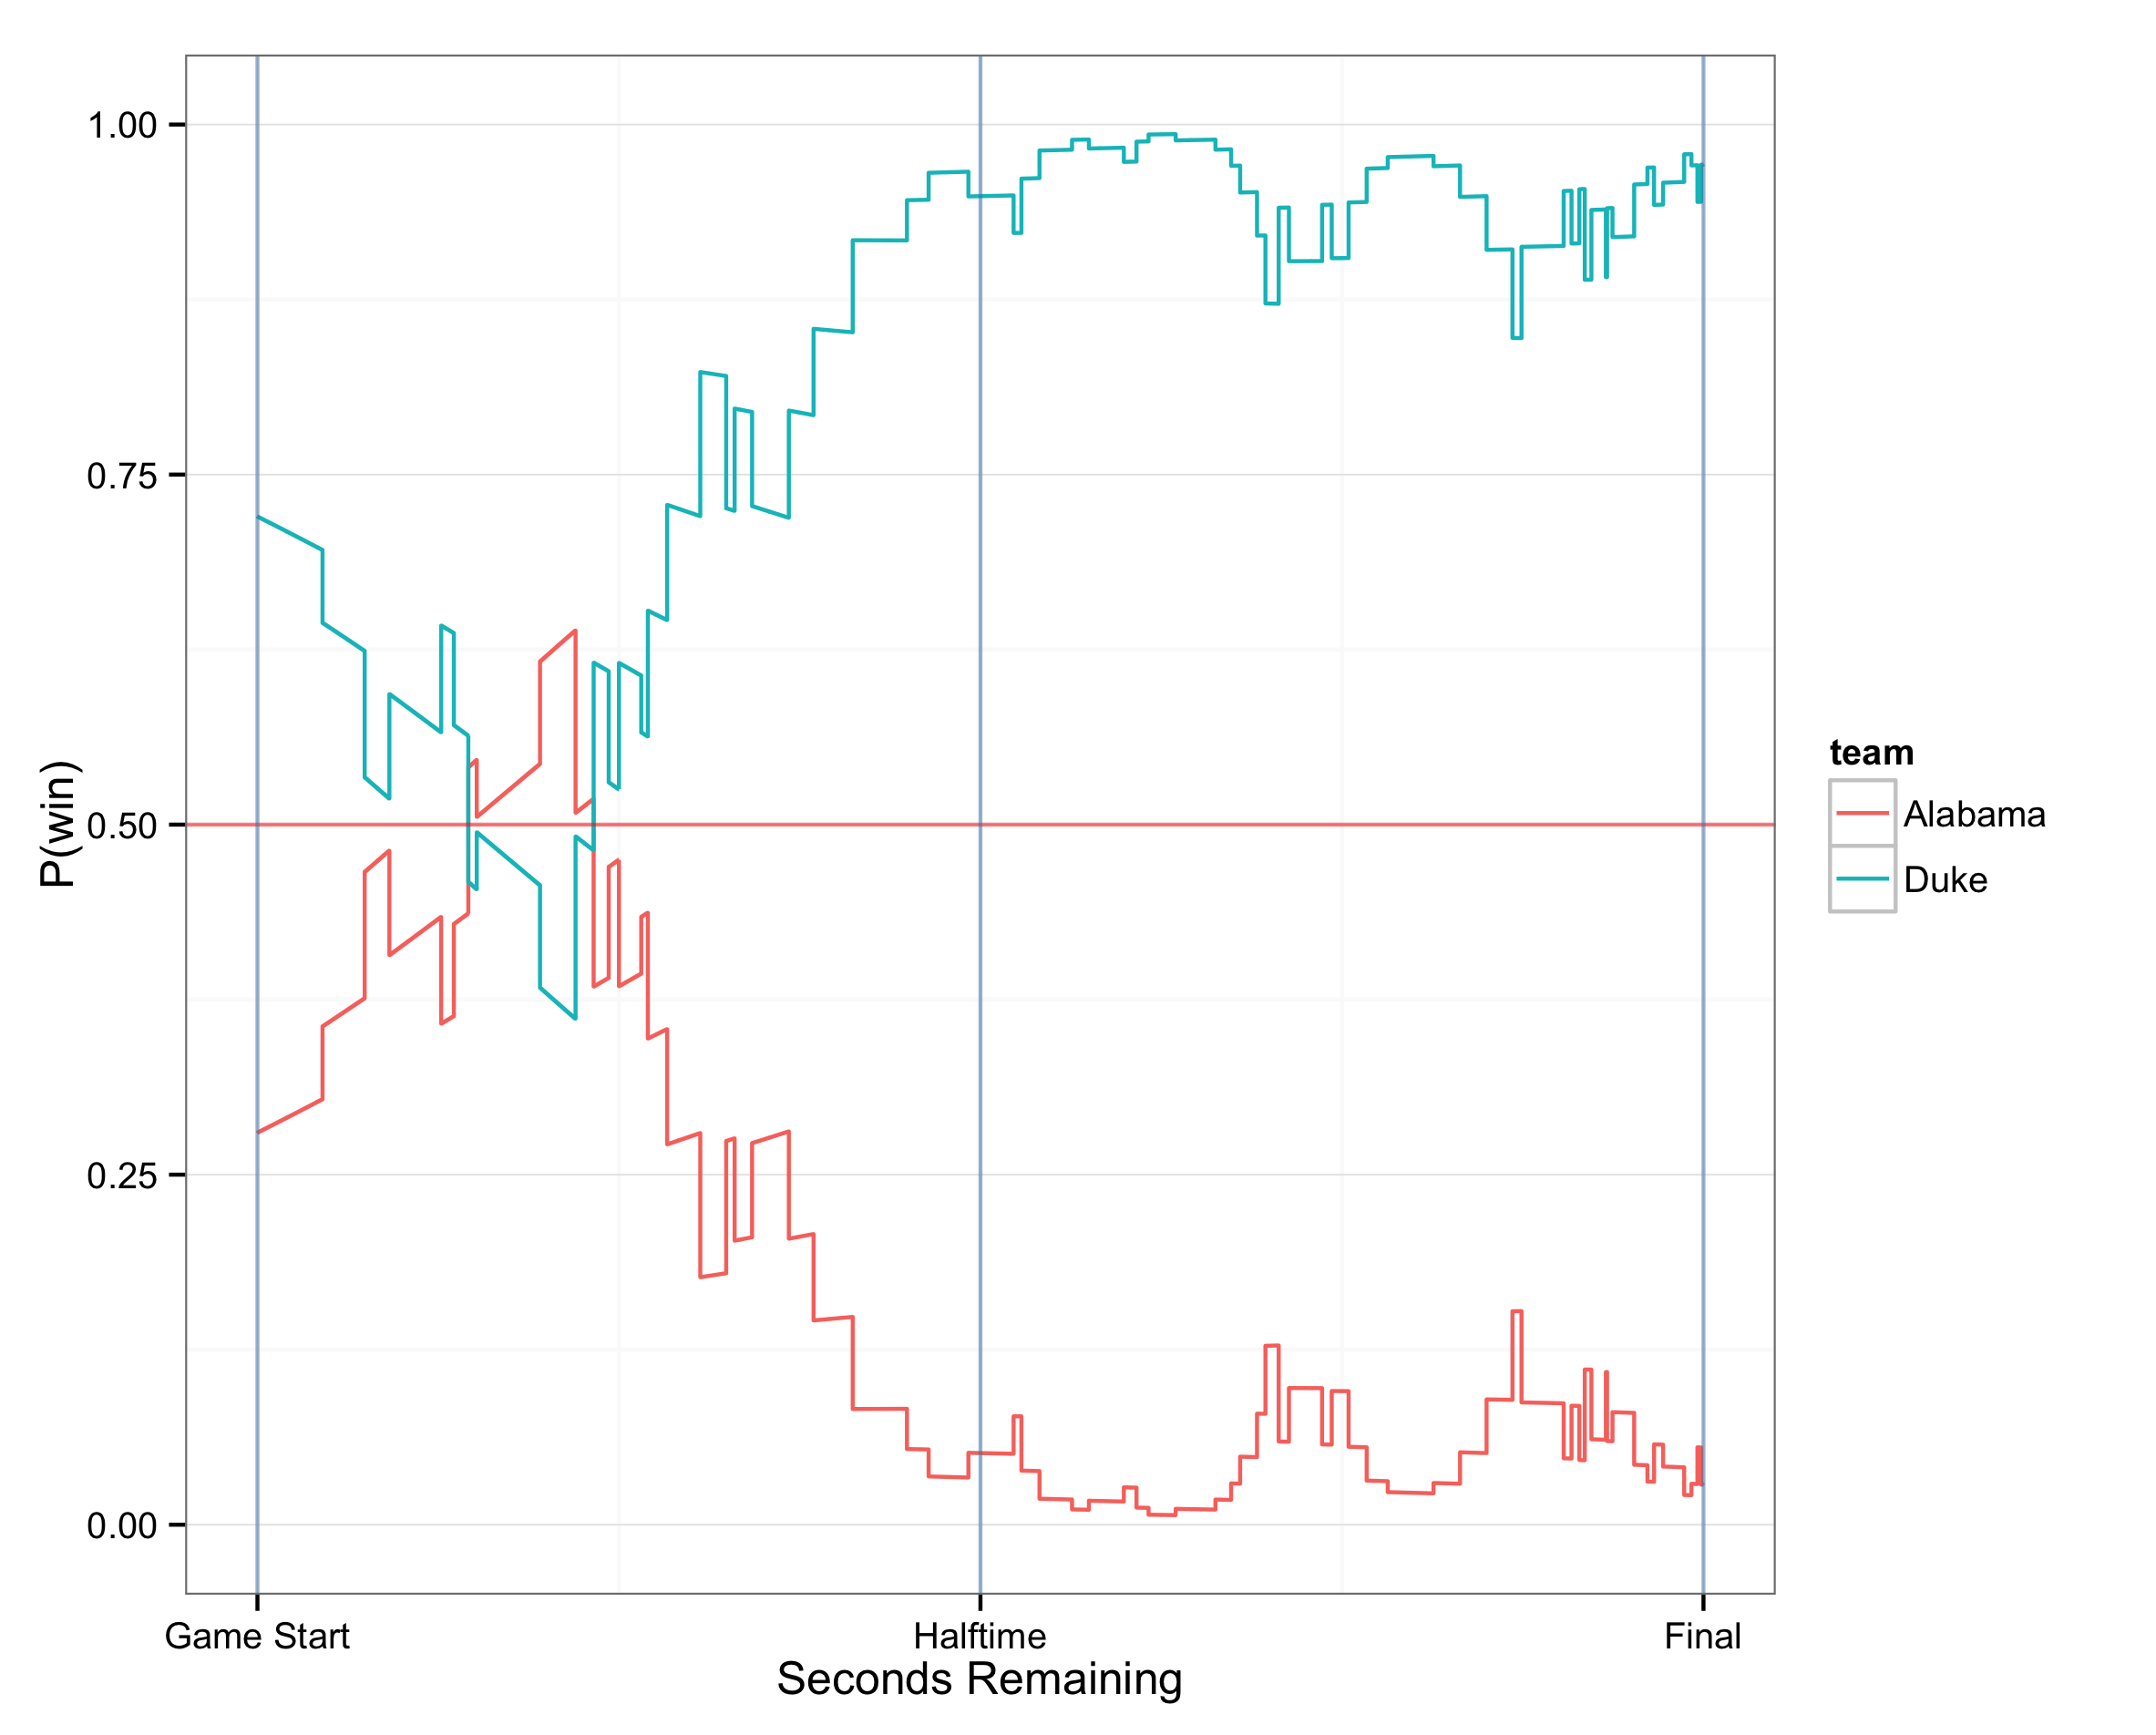 1.00
0.75
0.50
0.25
0.00
P(win)
Game Start
Halftime
Final
Seconds Remaining
team
Alabama
Duke